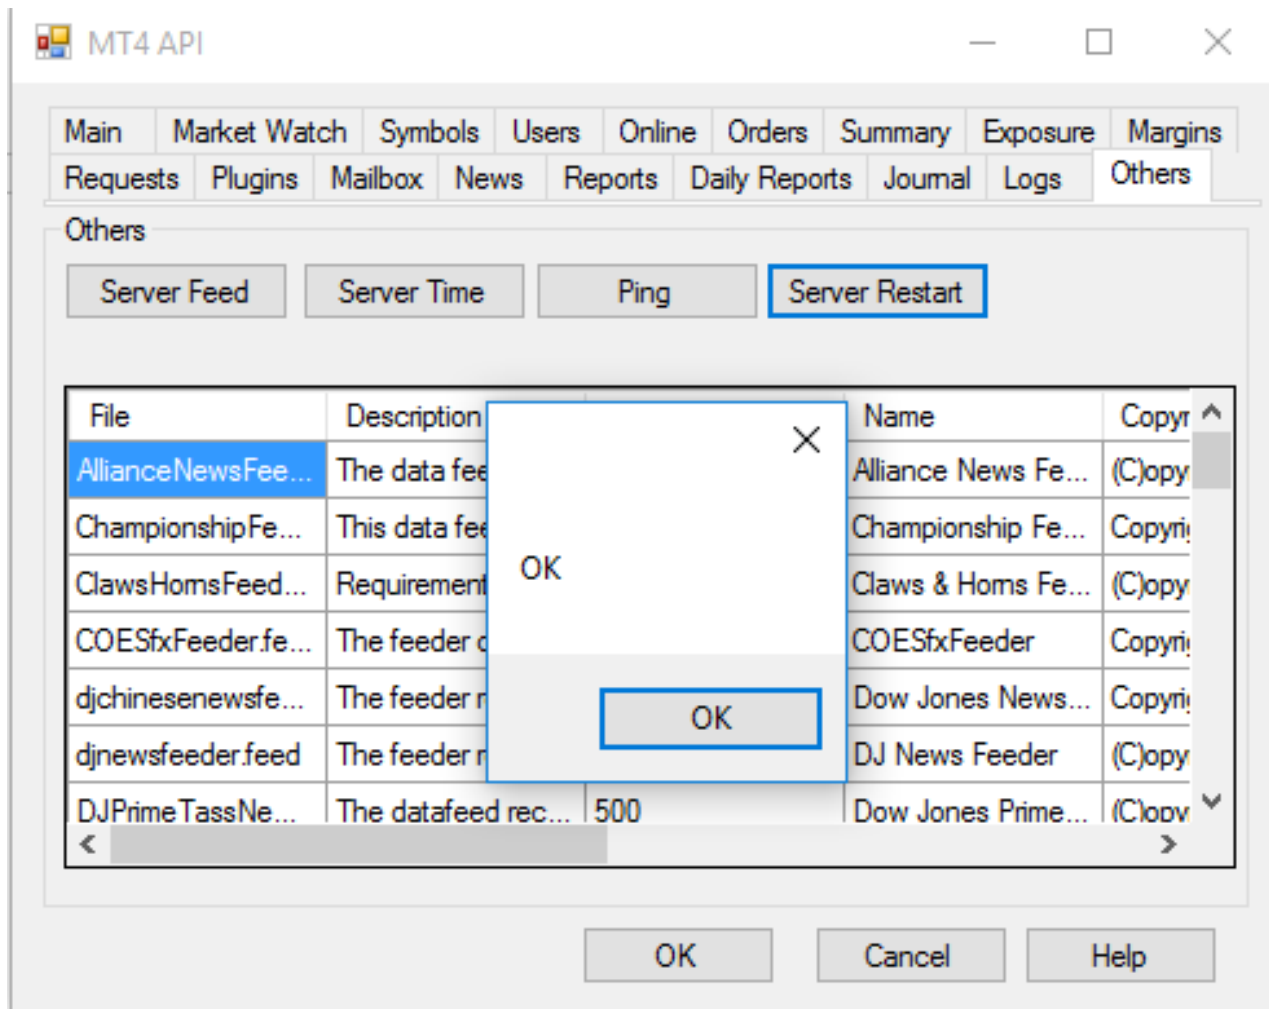 MT4 API
Main Market Watch Symbols Users Online Orders Summary Exposure Margins
Requests Plugins Mailbox News Reports Daily Reports Journal Logs Others
Others
Server Feed Server Time Ping Server Restart
File Description Name Copyr
AllianceNewsFee... The data fee Alliance News Fe... (C)opy
ChampionshipFe... This data fee Championship Fe... Copyri
ClawsHornsFeed... Requirement Claws & Horns Fe... (C)opy
OK
COESfxFeeder.fe... The feeder c COESfxFeeder Copyri
djchinesenewsfe... The feeder r Dow Jones News... Copyri
OK
djnewsfeeder.feed The feeder r DJ News Feeder (C)opy
DJPrimeTassNe... The datafeed rec... 500 Dow Jones Prime... (C)opy
OK Cancel Help